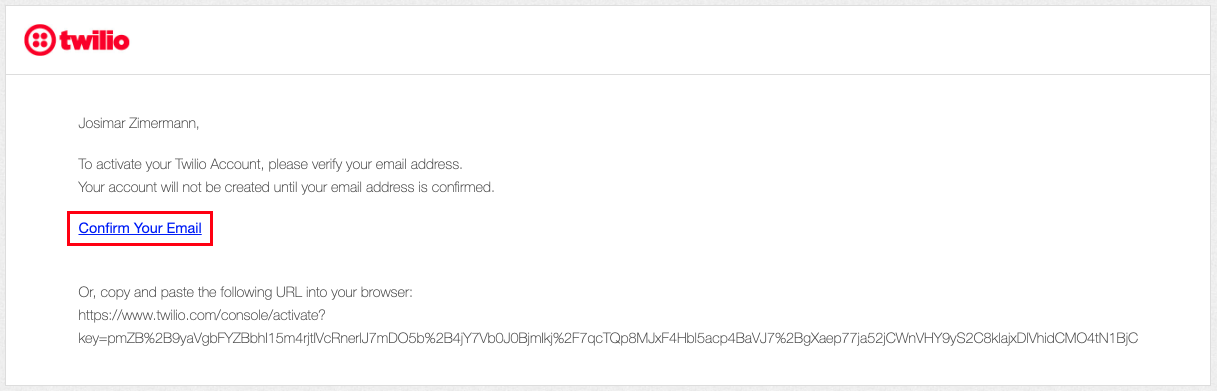 twilio
Josimar Zimermann,
To activate your Twilio Account, please verify your email address.
Your account will not be created until your email address is confirmed.
Confirm Your Email
Or, copy and paste the following URL into your browser:
https://www.twilio.com/console/activate?
key=pmZB%2B9yaVgbFYZBbhI15m4rjtlVcRnerlJ7mDO5b%2B4jY7Vb0J0Bjmlkj%2F7qcTQp8MJxF4Hbl5acp4BaVJ7%2BgXaep77ja52jCWnVHY9yS2C8klajxDlVhidCMO4tN1BjC